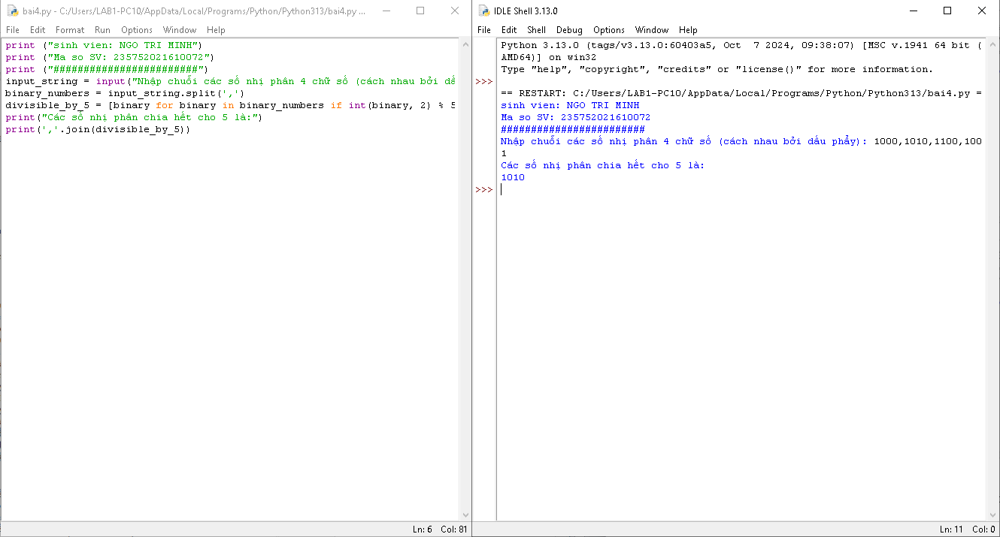 bai4.py - C:/Users/LAB1-PC10/AppData/Local/Programs/Python/Python313/bai4.py ...
File Edit Format Run Options Window Help
print ("sinh vien: NGO TRI MINH")
print ("Ma so SV: 235752021610072")
print ("########################")
input_string = input("Nhập chuỗi các số nhị phân 4 chữ số (cách nhau bởi dấ
binary_numbers = input_string.split(',')
divisible_by_5 = [binary for binary in binary_numbers if int(binary, 2) % 5
print("Các số nhị phân chia hết cho 5 là:")
print(','.join(divisible_by_5))
Ln: 6 Col: 81
IDLE Shell 3.13.0
File Edit Shell Debug Options Window Help
Python 3.13.0 (tags/v3.13.0:60403a5, Oct  7 2024, 09:38:07) [MSC v.1941 64 bit (
AMD64)] on win32
Type "help", "copyright", "credits" or "license()" for more information.
>>>
== RESTART: C:/Users/LAB1-PC10/AppData/Local/Programs/Python/Python313/bai4.py =
sinh vien: NGO TRI MINH
Ma so SV: 235752021610072
########################
Nhập chuỗi các số nhị phân 4 chữ số (cách nhau bởi dấu phẩy): 1000,1010,1100,100
1
Các số nhị phân chia hết cho 5 là:
1010
>>>
Ln: 11 Col: 0